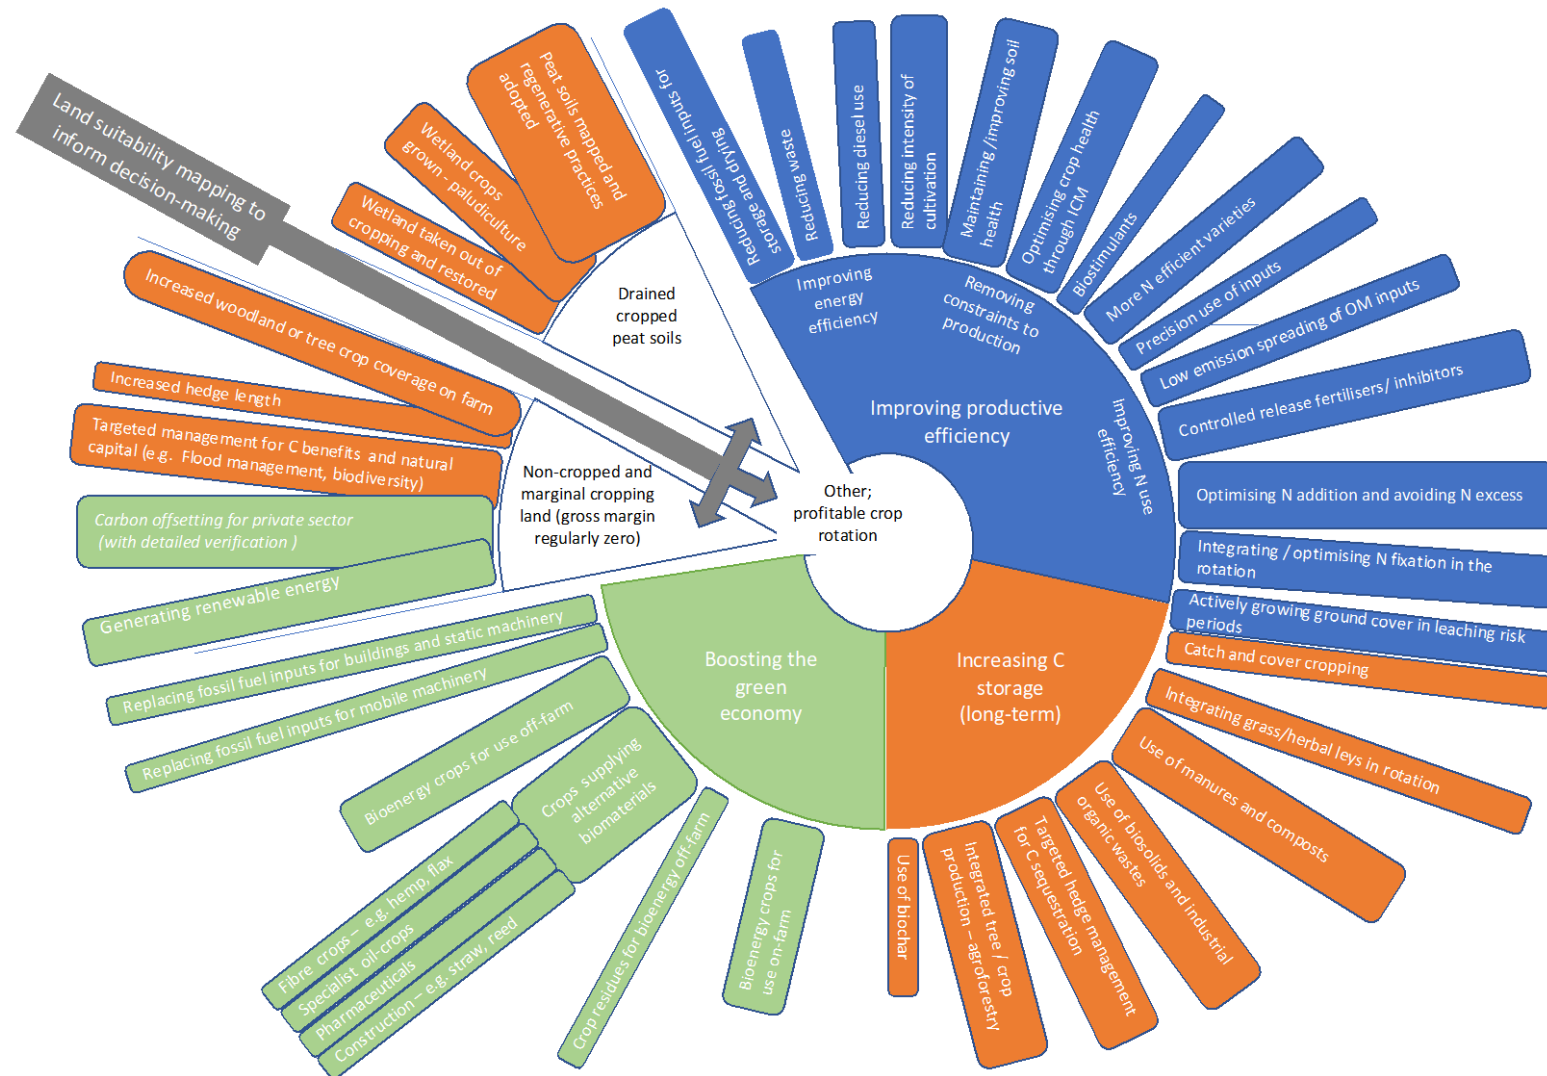 Land suitability mapping to
inform decision-making
Peat soils mapped and
regenerative practices
adopted
Wetland crops
grown - paludiculture
Wetland taken out of
cropping and restored
Drained
cropped
peat soils
Increased woodland or tree crop coverage on farm
Increased hedge length
Targeted management for C benefits and natural
capital (e.g. Flood management, biodiversity)
Carbon offsetting for private sector
(with detailed verification )
Generating renewable energy
Non-cropped and
marginal cropping
land (gross margin
regularly zero)
Other;
profitable crop
rotation
Reducing fossil fuel inputs for
storage and drying
Reducing waste
Reducing diesel use
Reducing intensity of
cultivation
Maintaining /improving soil
health
Optimising crop health
through ICM
Biostimulants
More N efficient varieties
Precision use of inputs
Low emission spreading of OM inputs
Controlled release fertilisers/ inhibitors
Optimising N addition and avoiding N excess
Integrating / optimising N fixation in the
rotation
Actively growing ground cover in leaching risk
periods
Improving
energy
efficiency
Removing
constraints to
production
Improving productive
efficiency
Improving N use
efficiency
Catch and cover cropping
Integrating grass/herbal leys in rotation
Use of manures and composts
Use of biosolids and industrial
organic wastes
Targeted hedge management
for C sequestration
Integrated tree / crop
production – agroforestry
Use of biochar
Increasing C
storage
(long-term)
Boosting the
green
economy
Replacing fossil fuel inputs for buildings and static machinery
Replacing fossil fuel inputs for mobile machinery
Bioenergy crops for use off-farm
Crops supplying
alternative
biomaterials
Fibre crops – e.g. hemp, flax
Specialist oil-crops
Pharmaceuticals
Construction – e.g. straw, reed
Crop residues for bioenergy off-farm
Bioenergy crops for
use on-farm